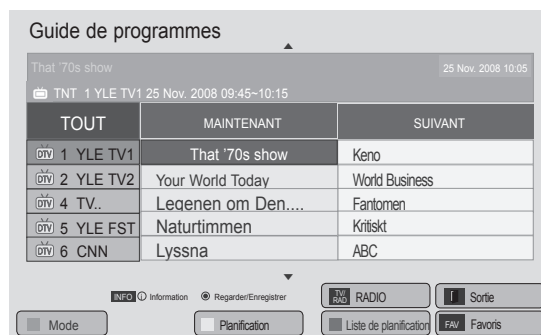 Guide de programmes
That '70s show 25 Nov. 2008 10:05
TNT 1 YLE TV1 25 Nov. 2008 09:45~10:15
TOUT MAINTENANT SUIVANT
DTV 1 YLE TV1 That '70s show Keno
DTV 2 YLE TV2 Your World Today World Business
DTV 4 TV.. Legenen om Den.... Fantomen
DTV 5 YLE FST Naturtimmen Kritiskt
DTV 6 CNN Lyssna ABC
INFO i Information Regarder/Enregistrer TV/RAD RADIO Sortie
Mode Planification Liste de planification FAV Favoris